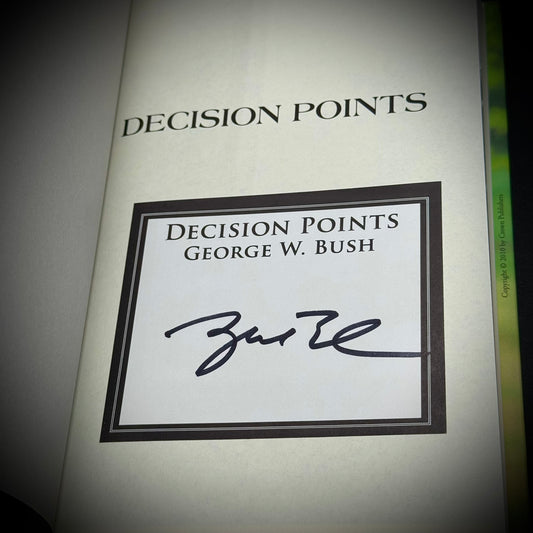 DECISION POINTS
DECISION POINTS
GEORGE W. BUSH
Copyright © 2010 by Crown Publishers